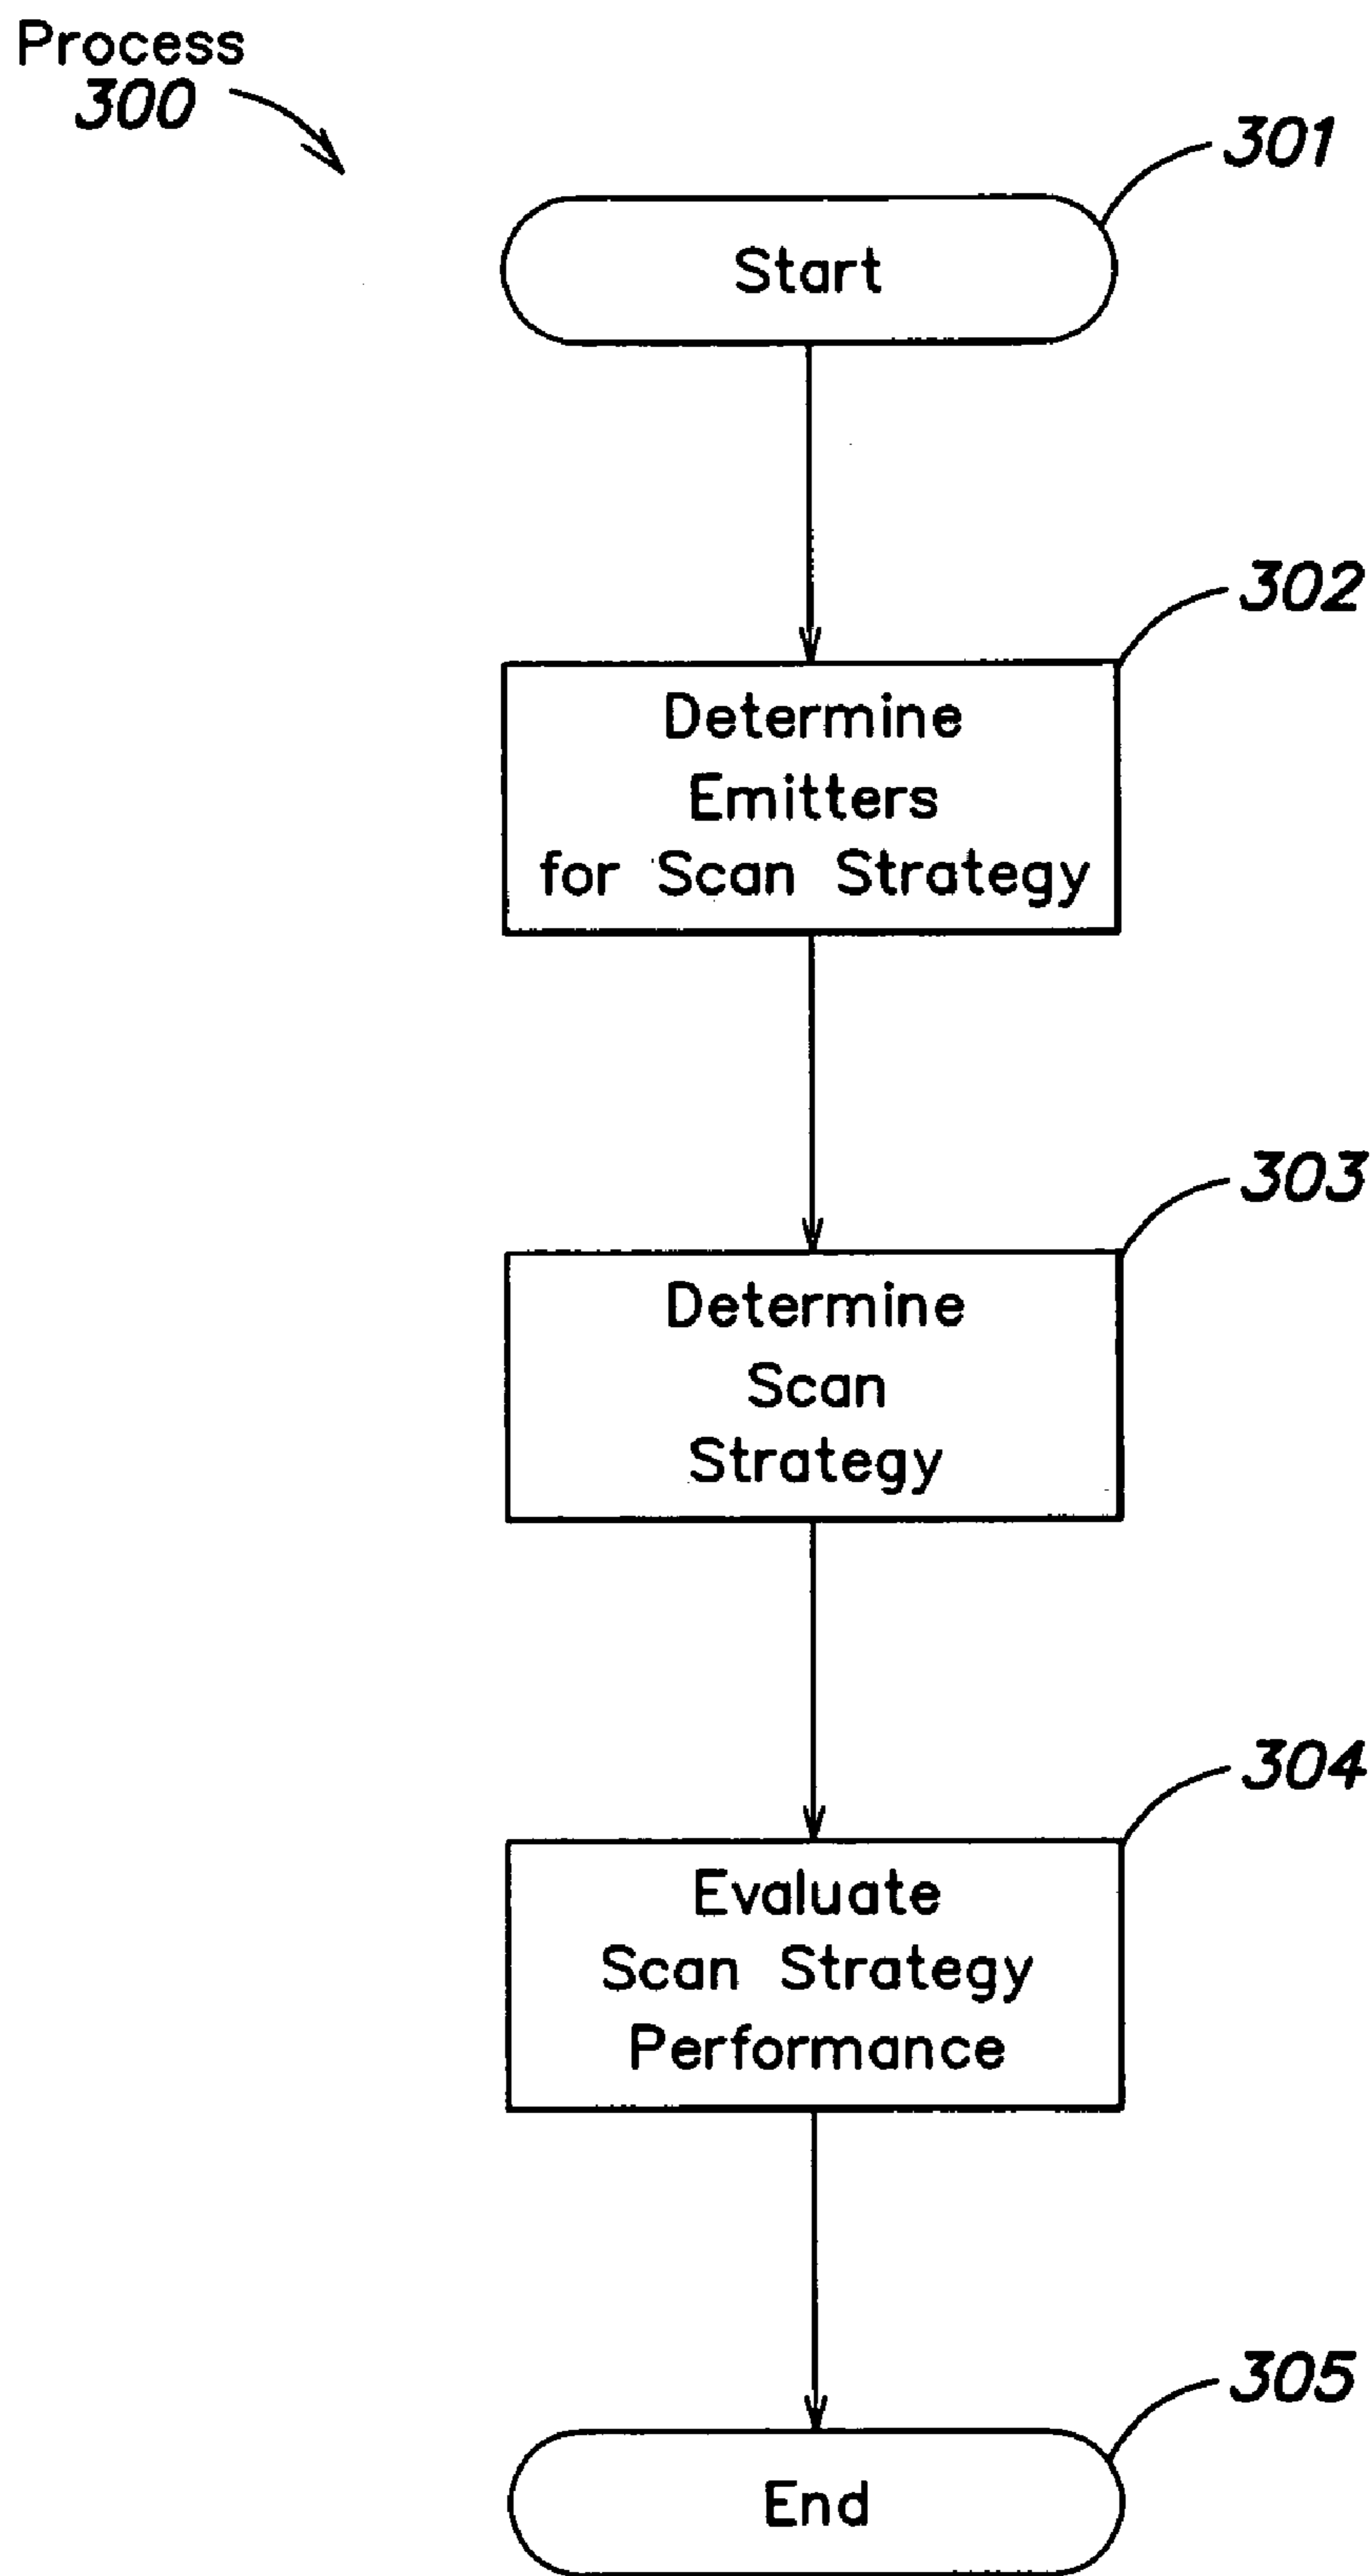 Process
300
301
Start
302
Determine
Emitters
for Scan Strategy
303
Determine
Scan
Strategy
304
Evaluate
Scan Strategy
Performance
305
End